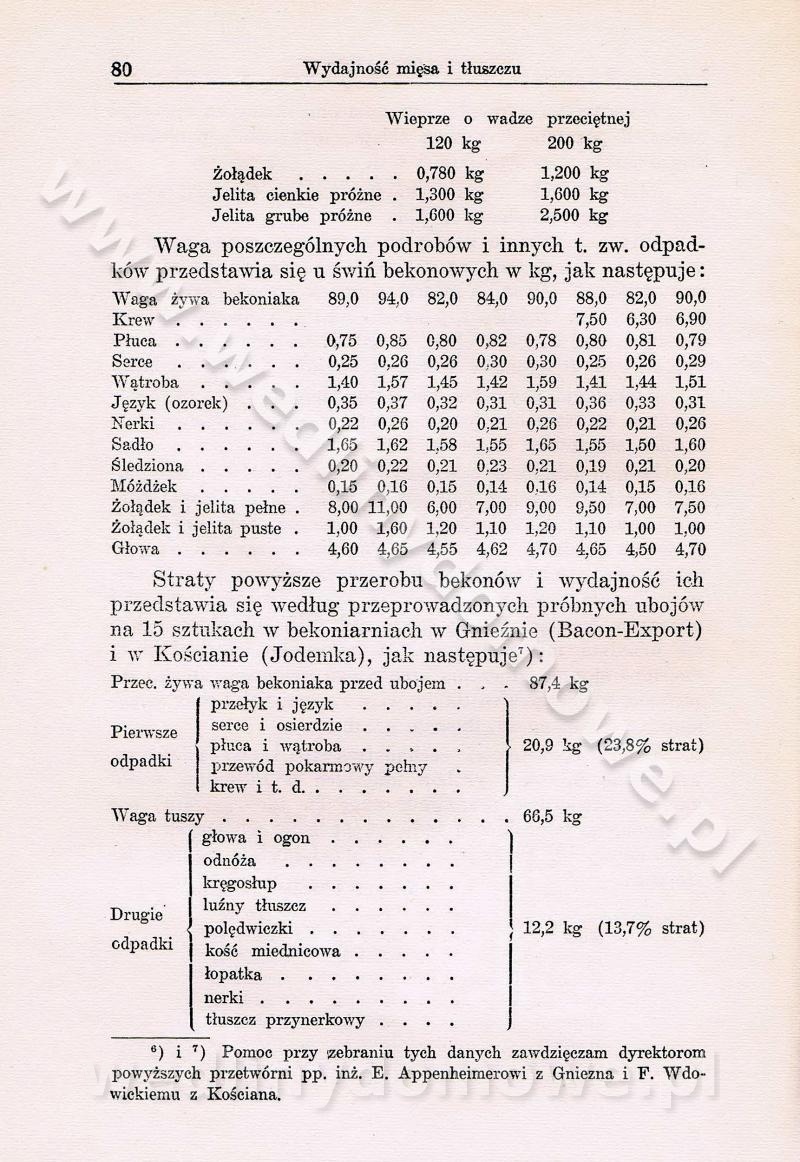 80 Wydajność mięsa i tłuszczu
Wieprze o wadze przeciętnej
120 kg 200 kg
Żołądek . . . . . 0,780 kg 1,200 kg
Jelita cienkie próżne . 1,300 kg 1,600 kg
Jelita grube próżne . 1,600 kg 2,500 kg
Waga poszczególnych podrobów i innych t. zw. odpad-
ków przedstawia się u świń bekonowych w kg, jak następuje:
Waga żywa bekoniaka 89,0 94,0 82,0 84,0 90,0 88,0 82,0 90,0
Krew . . . . . . 7,50 6,30 6,90
Płuca . . . . . . 0,75 0,85 0,80 0,82 0,78 0,80 0,81 0,79
Serce . . . . . . 0,25 0,26 0,26 0,30 0,30 0,25 0,26 0,29
Wątroba . . . . . 1,40 1,57 1,45 1,42 1,59 1,41 1,44 1,51
Język (ozorek) . . . 0,35 0,37 0,32 0,31 0,31 0,36 0,33 0,31
Nerki . . . . . . 0,22 0,26 0,20 0,21 0,26 0,22 0,21 0,26
Sadło . . . . . . 1,65 1,62 1,58 1,55 1,65 1,55 1,50 1,60
Śledziona . . . . . 0,20 0,22 0,21 0,23 0,21 0,19 0,21 0,20
Móżdżek . . . . . 0,15 0,16 0,15 0,14 0,16 0,14 0,15 0,16
Żołądek i jelita pełne . 8,00 11,00 6,00 7,00 9,00 9,50 7,00 7,50
Żołądek i jelita puste . 1,00 1,60 1,20 1,10 1,20 1,10 1,00 1,00
Głowa . . . . . . 4,60 4,65 4,55 4,62 4,70 4,65 4,50 4,70
Straty powyższe przerobu bekonów i wydajność ich
przedstawia się według przeprowadzonych próbnych ubojów
na 15 sztukach w bekoniarniach w Gnieźnie (Bacon-Export)
i w Kościanie (Jodemka), jak następuje⁷):
Przec. żywa waga bekoniaka przed ubojem . . . 87,4 kg
Pierwsze odpadki
przełyk i język . . . . .
serce i osierdzie . . . . .
płuca i wątroba . . . . . 20,9 kg (23,8% strat)
przewód pokarmowy pełny .
krew i t. d. . . . . . . .
Waga tuszy . . . . . . . . . . . . . 66,5 kg
Drugie odpadki
głowa i ogon . . . . . .
odnóża . . . . . . . .
kręgosłup . . . . . . .
luźny tłuszcz . . . . . .
polędwiczki . . . . . . . 12,2 kg (13,7% strat)
kość miednicowa . . . . .
łopatka . . . . . . . .
nerki . . . . . . . . .
tłuszcz przynerkowy . . . .
⁶) i ⁷) Pomoc przy zebraniu tych danych zawdzięczam dyrektorom
powyższych przetwórni pp. inż. E. Appenheimerowi z Gniezna i F. Wdo-
wickiemu z Kościana.
www.wedlinydomowe.pl
wedlinydomowe.pl